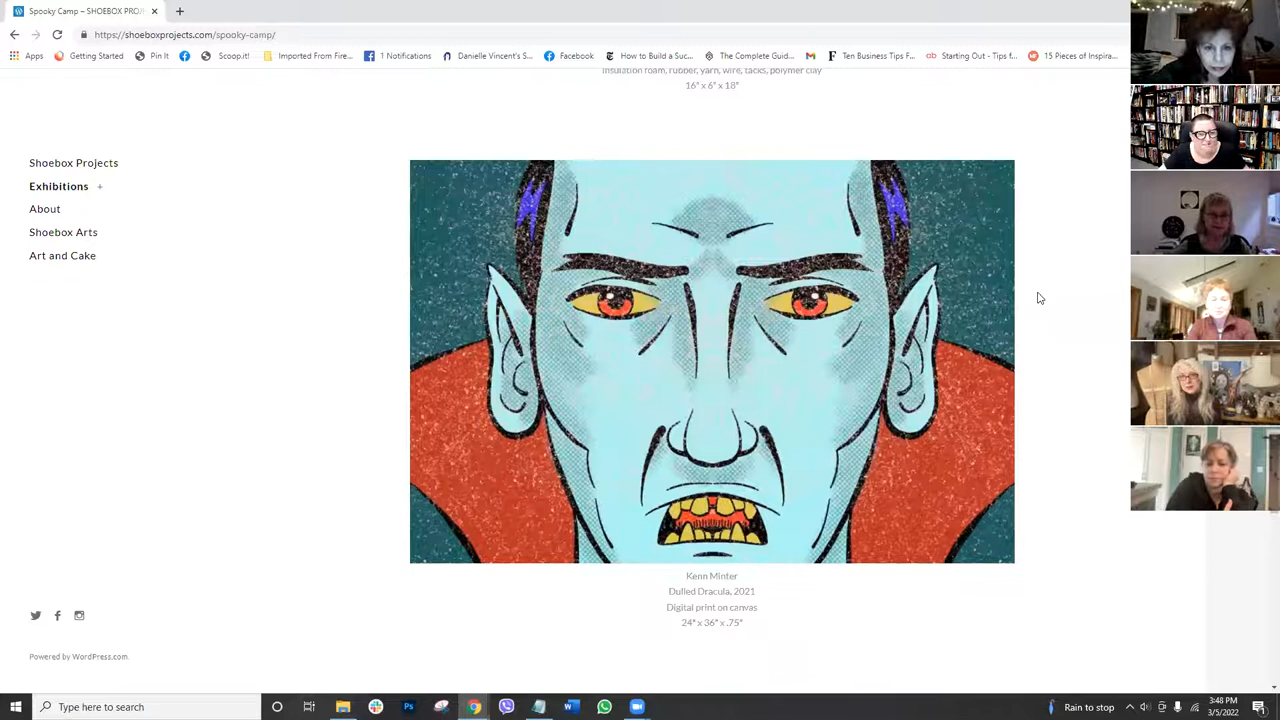 Spooky Camp – SHOEBOX PROJ
https://shoeboxprojects.com/spooky-camp/
Apps Getting Started Pin It Scoop.it! Imported From Fire... 1 Notifications Danielle Vincent's S... Facebook How to Build a Suc... The Complete Guid... Ten Business Tips F... Starting Out - Tips f... 15 Pieces of Inspira...
Insulation foam, rubber, yarn, wire, tacks, polymer clay
16" x 6" x 18"
Shoebox Projects
Exhibitions +
About
Shoebox Arts
Art and Cake
Kenn Minter
Dulled Dracula, 2021
Digital print on canvas
24" x 36" x .75"
Powered by WordPress.com.
Type here to search
Rain to stop
3:48 PM
3/5/2022